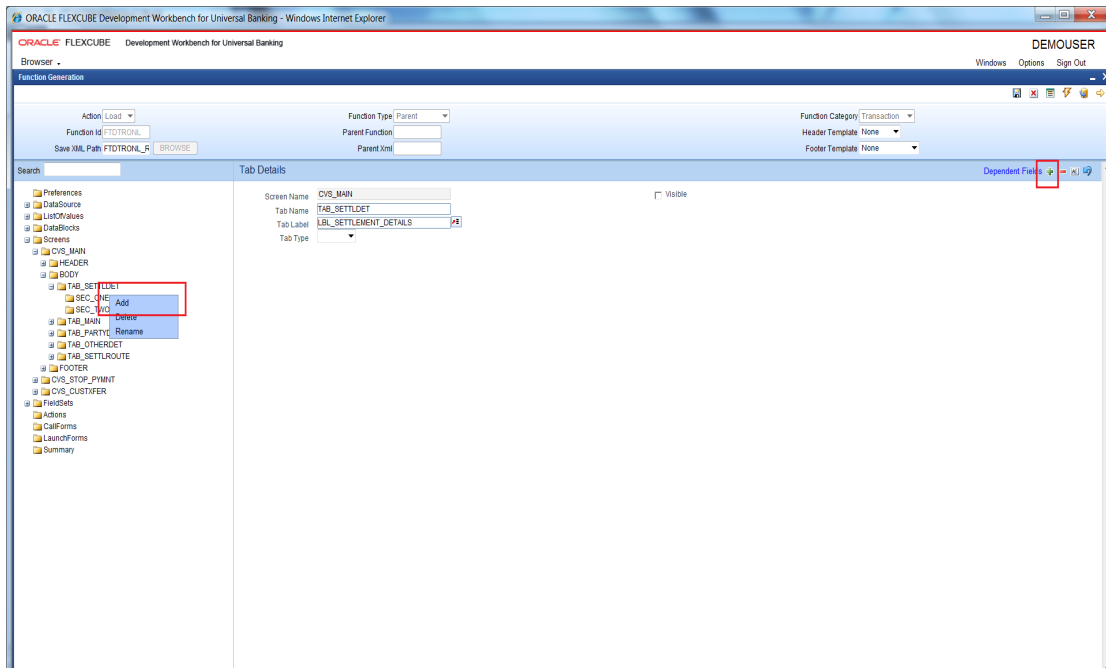 ORACLE FLEXCUBE Development Workbench for Universal Banking - Windows Internet Explorer
ORACLE FLEXCUBE Development Workbench for Universal Banking
DEMOUSER
Browser
Windows Options Sign Out
Function Generation
Action Load Function Type Parent Function Category Transaction
Function Id FTDTRONL Parent Function Header Template None
Save XML Path FTDTRONL_R BROWSE Parent Xml Footer Template None
Search Tab Details Dependent Fields
Preferences Screen Name CVS_MAIN Visible
DataSource Tab Name TAB_SETTLDET
ListOfValues Tab Label LBL_SETTLEMENT_DETAILS
DataBlocks Tab Type
Screens
CVS_MAIN
HEADER
BODY
TAB_SETTLDET
SEC_ONE Add
SEC_TWO Delete
TAB_MAIN Rename
TAB_PARTYD
TAB_OTHERDET
TAB_SETTLROUTE
FOOTER
CVS_STOP_PYMNT
CVS_CUSTXFER
FieldSets
Actions
CallForms
LaunchForms
Summary